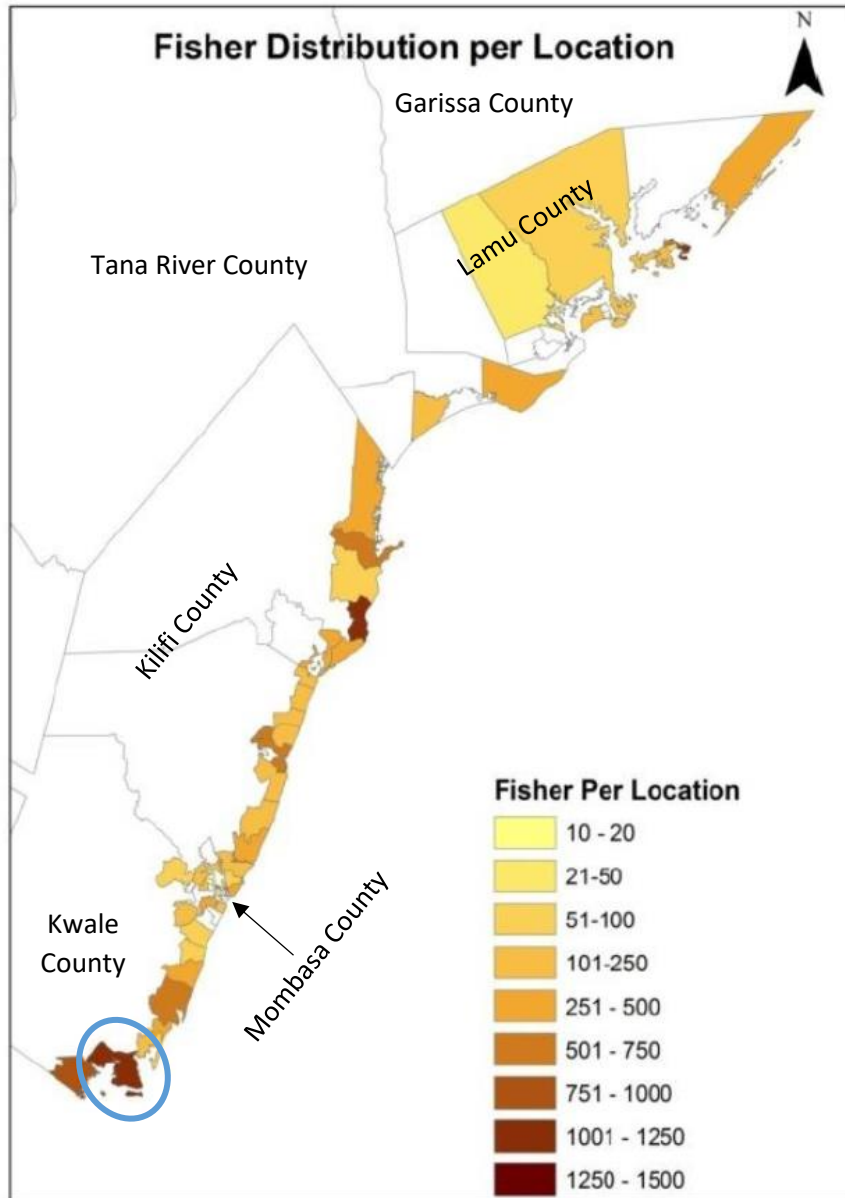 Fisher Distribution per Location
N
Garissa County
Lamu County
Tana River County
Kilifi County
Kwale
County
Mombasa County
Fisher Per Location
10 - 20
21-50
51-100
101-250
251 - 500
501 - 750
751 - 1000
1001 - 1250
1250 - 1500